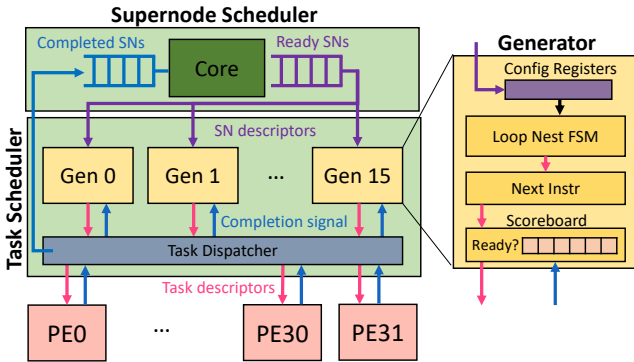 Supernode Scheduler
Completed SNs
Ready SNs
Core
Task Scheduler
SN descriptors
Gen 0
Gen 1
...
Gen 15
Completion signal
Task Dispatcher
Task descriptors
PE0
...
PE30
PE31
Generator
Config Registers
Loop Nest FSM
Next Instr
Scoreboard
Ready?